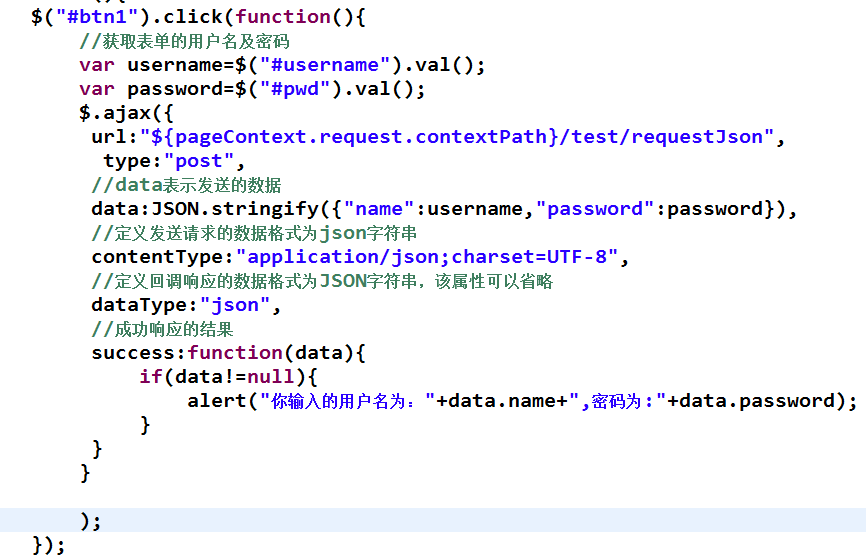 ():{
$("#btn1").click(function(){
//获取表单的用户名及密码
var username=$("#username").val();
var password=$("#pwd").val();
$.ajax({
url:"${pageContext.request.contextPath}/test/requestJson",
type:"post",
//data表示发送的数据
data:JSON.stringify({"name":username,"password":password}),
//定义发送请求的数据格式为json字符串
contentType:"application/json;charset=UTF-8",
//定义回调响应的数据格式为JSON字符串，该属性可以省略
dataType:"json",
//成功响应的结果
success:function(data){
if(data!=null){
alert("你输入的用户名为："+data.name+",密码为:"+data.password);
}
}
}
);
});